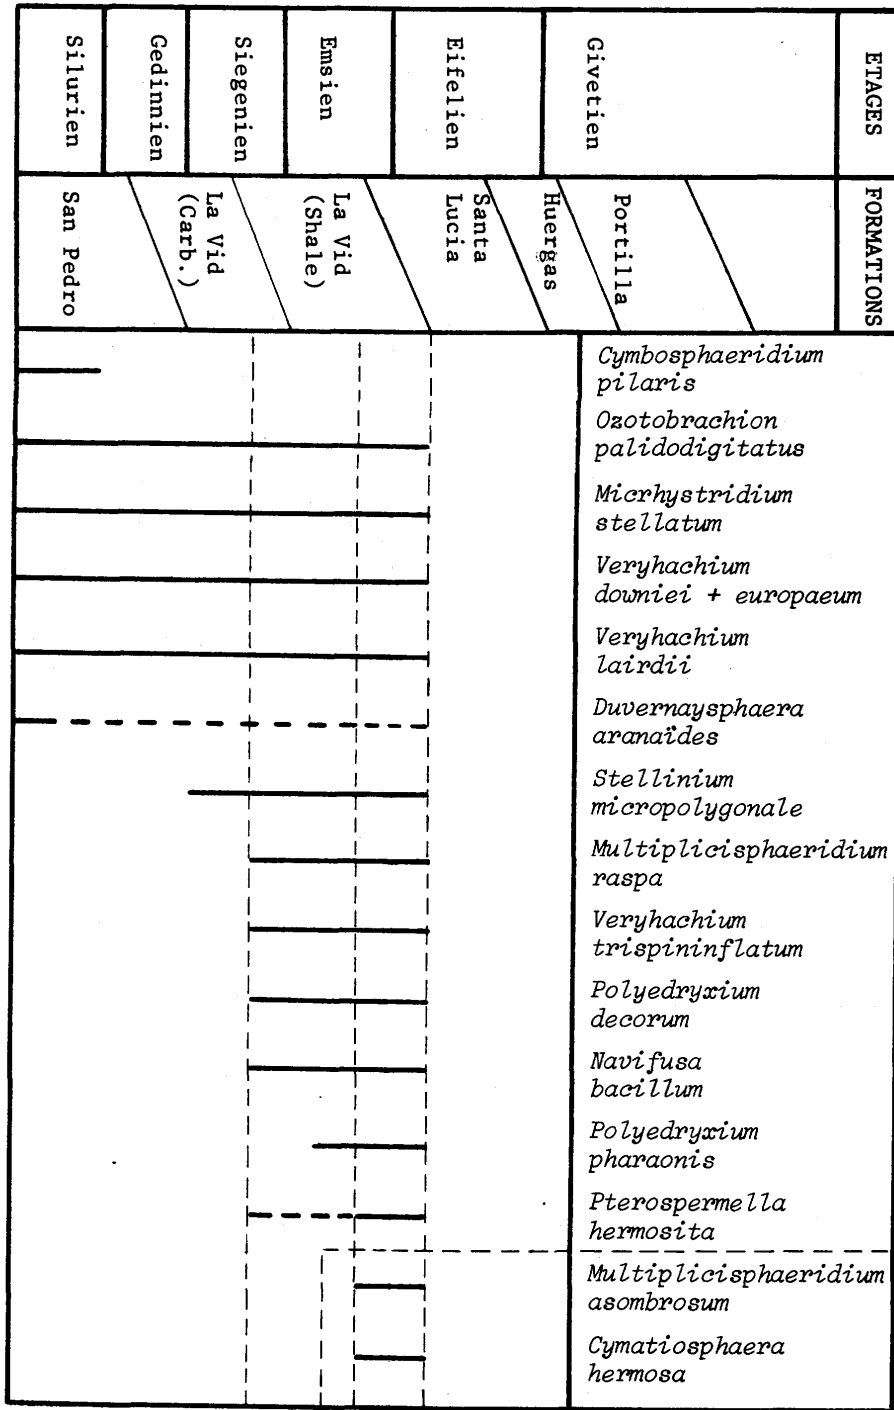 ETAGES
Silurien
Gedinnien
Siegenien
Emsien
Eifelien
Givetien
FORMATIONS
San Pedro
La Vid
(Carb.)
La Vid
(Shale)
Santa
Lucia
Huergas
Portilla
Cymbosphaeridium
pilaris
Ozotobrachion
palidodigitatus
Micrhystridium
stellatum
Veryhachium
downiei + europaeum
Veryhachium
lairdii
Duvernaysphaera
aranaïdes
Stellinium
micropolygonale
Multiplicisphaeridium
raspa
Veryhachium
trispininflatum
Polyedryxium
decorum
Navifusa
bacillum
Polyedryxium
pharaonis
Pterospermella
hermosita
Multiplicisphaeridium
asombrosum
Cymatiosphaera
hermosa